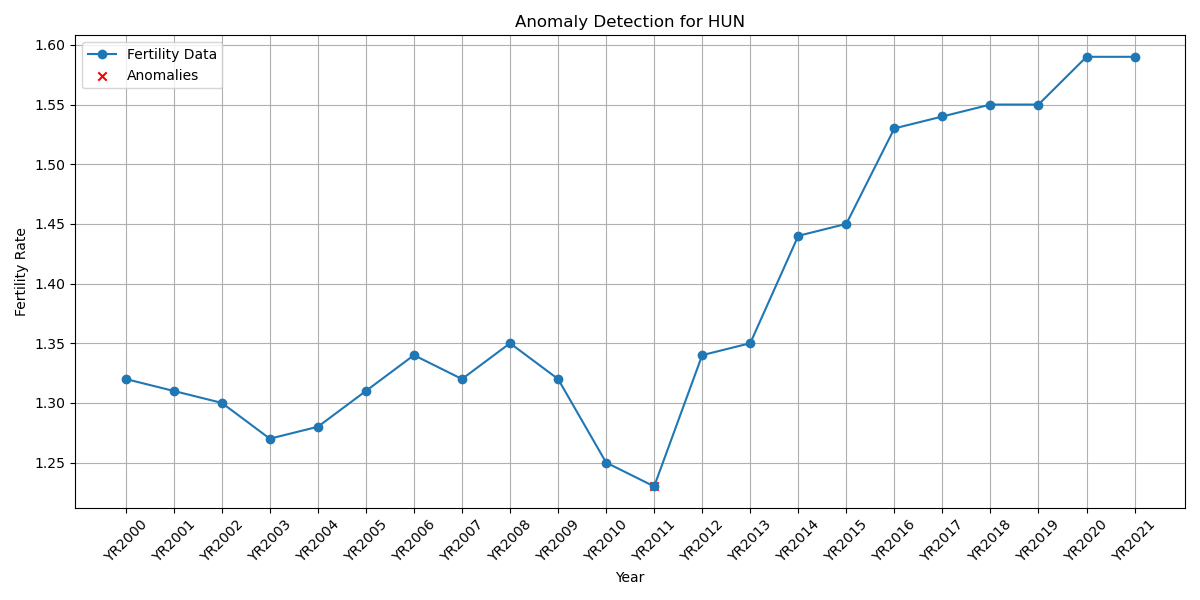 Anomaly Detection for HUN
Fertility Data
Anomalies
Fertility Rate
1.60
1.55
1.50
1.45
1.40
1.35
1.30
1.25
YR2000
YR2001
YR2002
YR2003
YR2004
YR2005
YR2006
YR2007
YR2008
YR2009
YR2010
YR2011
YR2012
YR2013
YR2014
YR2015
YR2016
YR2017
YR2018
YR2019
YR2020
YR2021
Year